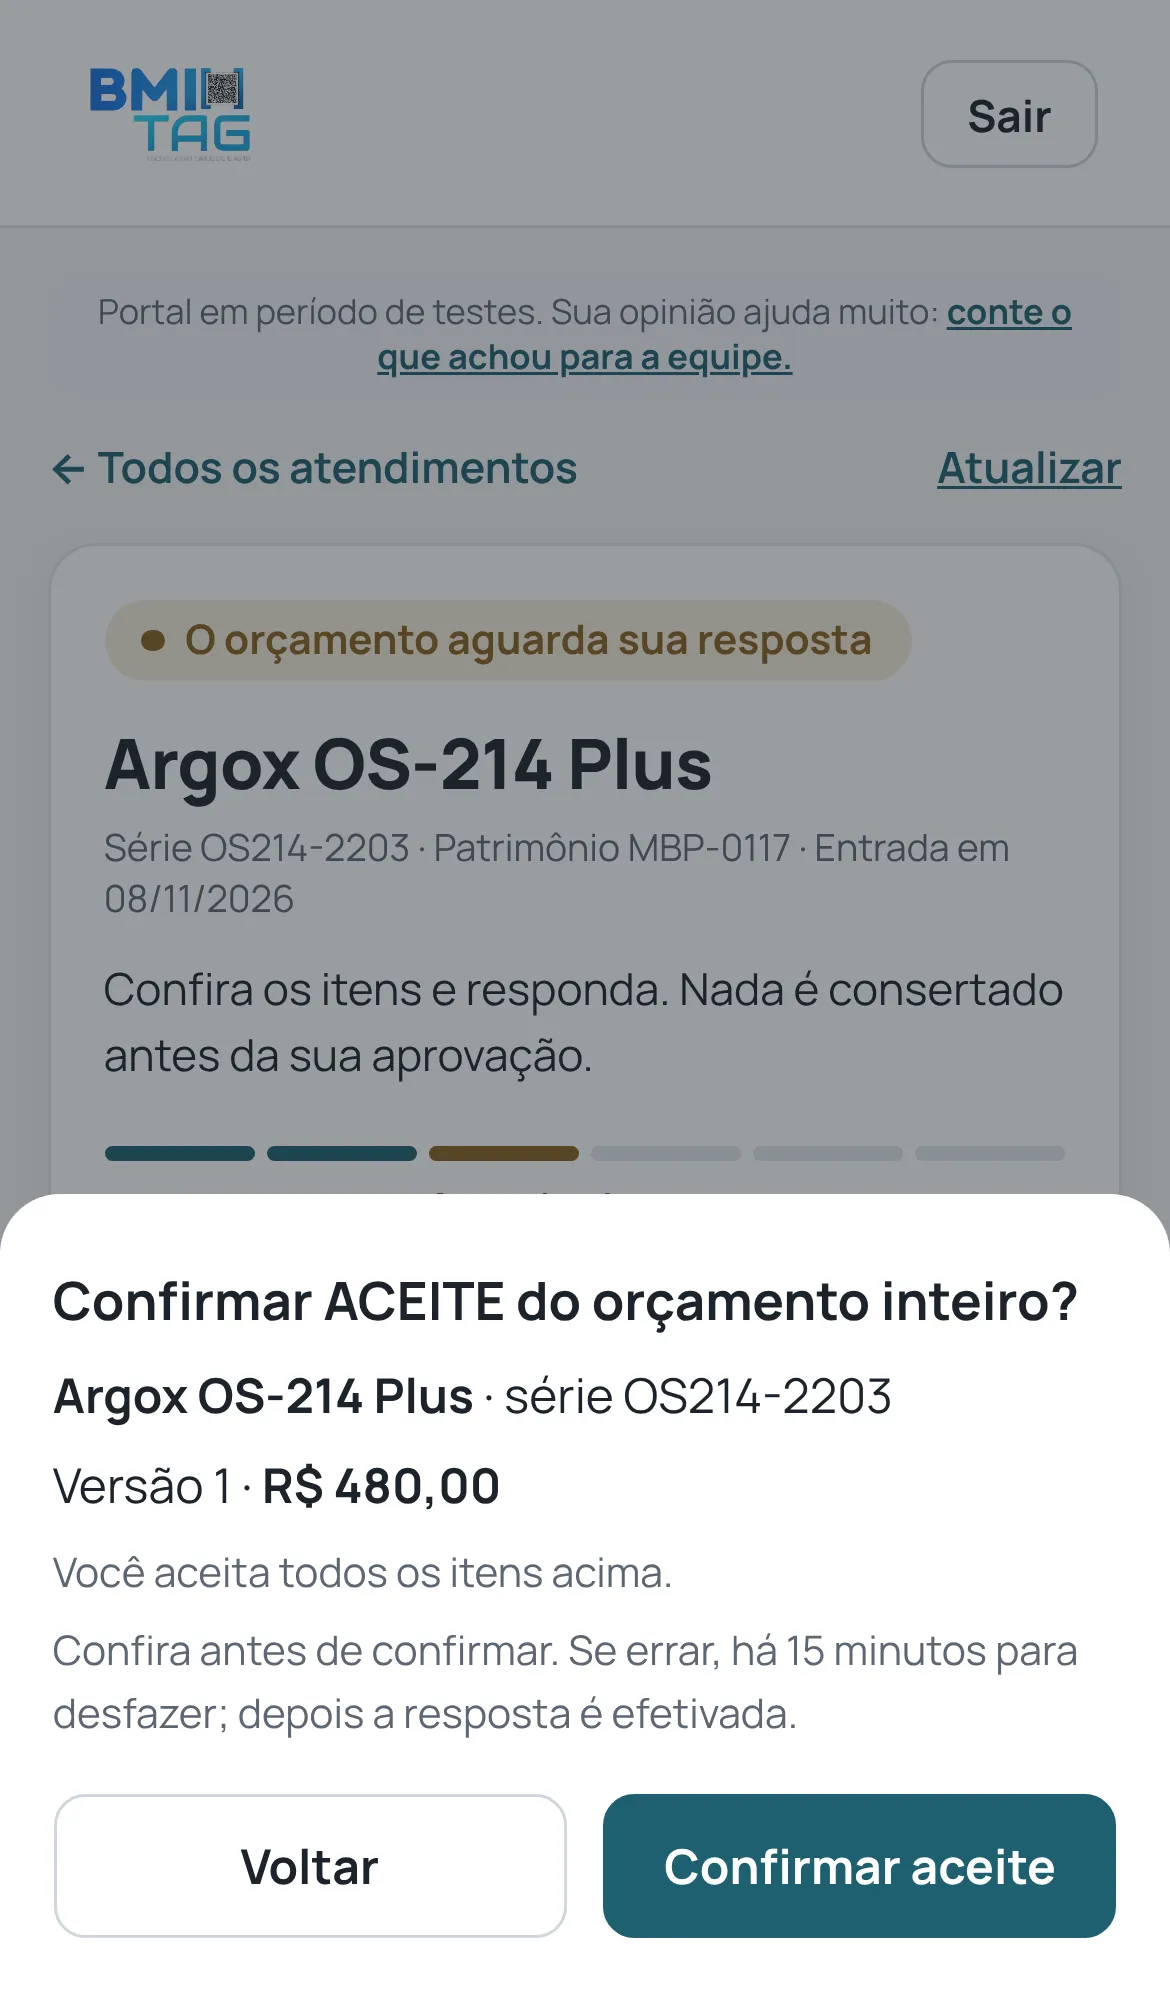 BMI
TAG
Sair
Portal em período de testes. Sua opinião ajuda muito: conte o
que achou para a equipe.
← Todos os atendimentos
Atualizar
O orçamento aguarda sua resposta
Argox OS-214 Plus
Série OS214-2203 · Patrimônio MBP-0117 · Entrada em
08/11/2026
Confira os itens e responda. Nada é consertado
antes da sua aprovação.
Confirmar ACEITE do orçamento inteiro?
Argox OS-214 Plus · série OS214-2203
Versão 1 · R$ 480,00
Você aceita todos os itens acima.
Confira antes de confirmar. Se errar, há 15 minutos para
desfazer; depois a resposta é efetivada.
Voltar
Confirmar aceite